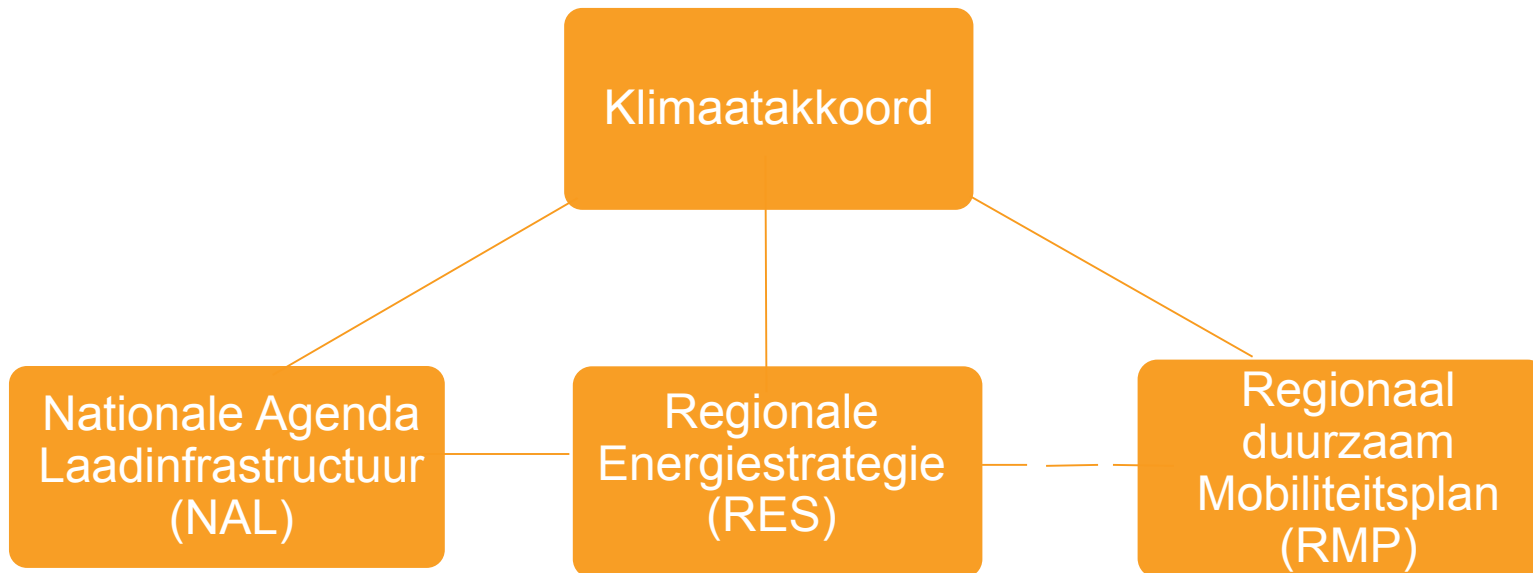 Klimaatakkoord
Nationale Agenda
Laadinfrastructuur
(NAL)
Regionale
Energiestrategie
(RES)
Regionaal
duurzaam
Mobiliteitsplan
(RMP)